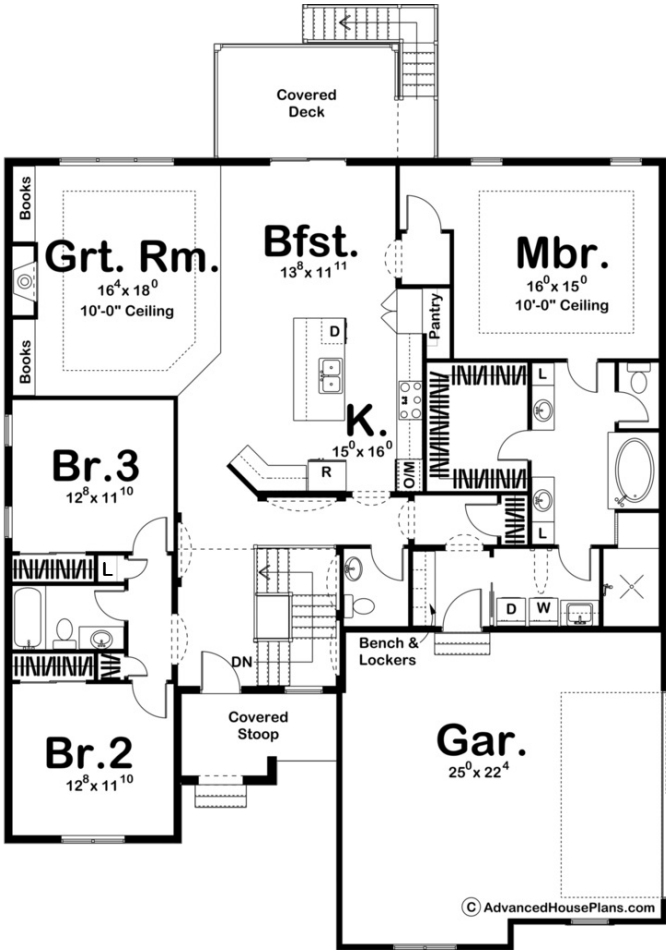 Covered
Deck
Books
Grt. Rm.
16⁴ x 18⁰
10'-0" Ceiling
Books
Bfst.
13⁸ x 11¹¹
Mbr.
16⁰ x 15⁰
10'-0" Ceiling
Pantry
D
K.
15⁰ x 16⁰
R
O/M
L
L
Br.3
12⁸ x 11¹⁰
L
DN
D
W
Bench &
Lockers
Covered
Stoop
Br.2
12⁸ x 11¹⁰
Gar.
25⁰ x 22⁴
© AdvancedHousePlans.com